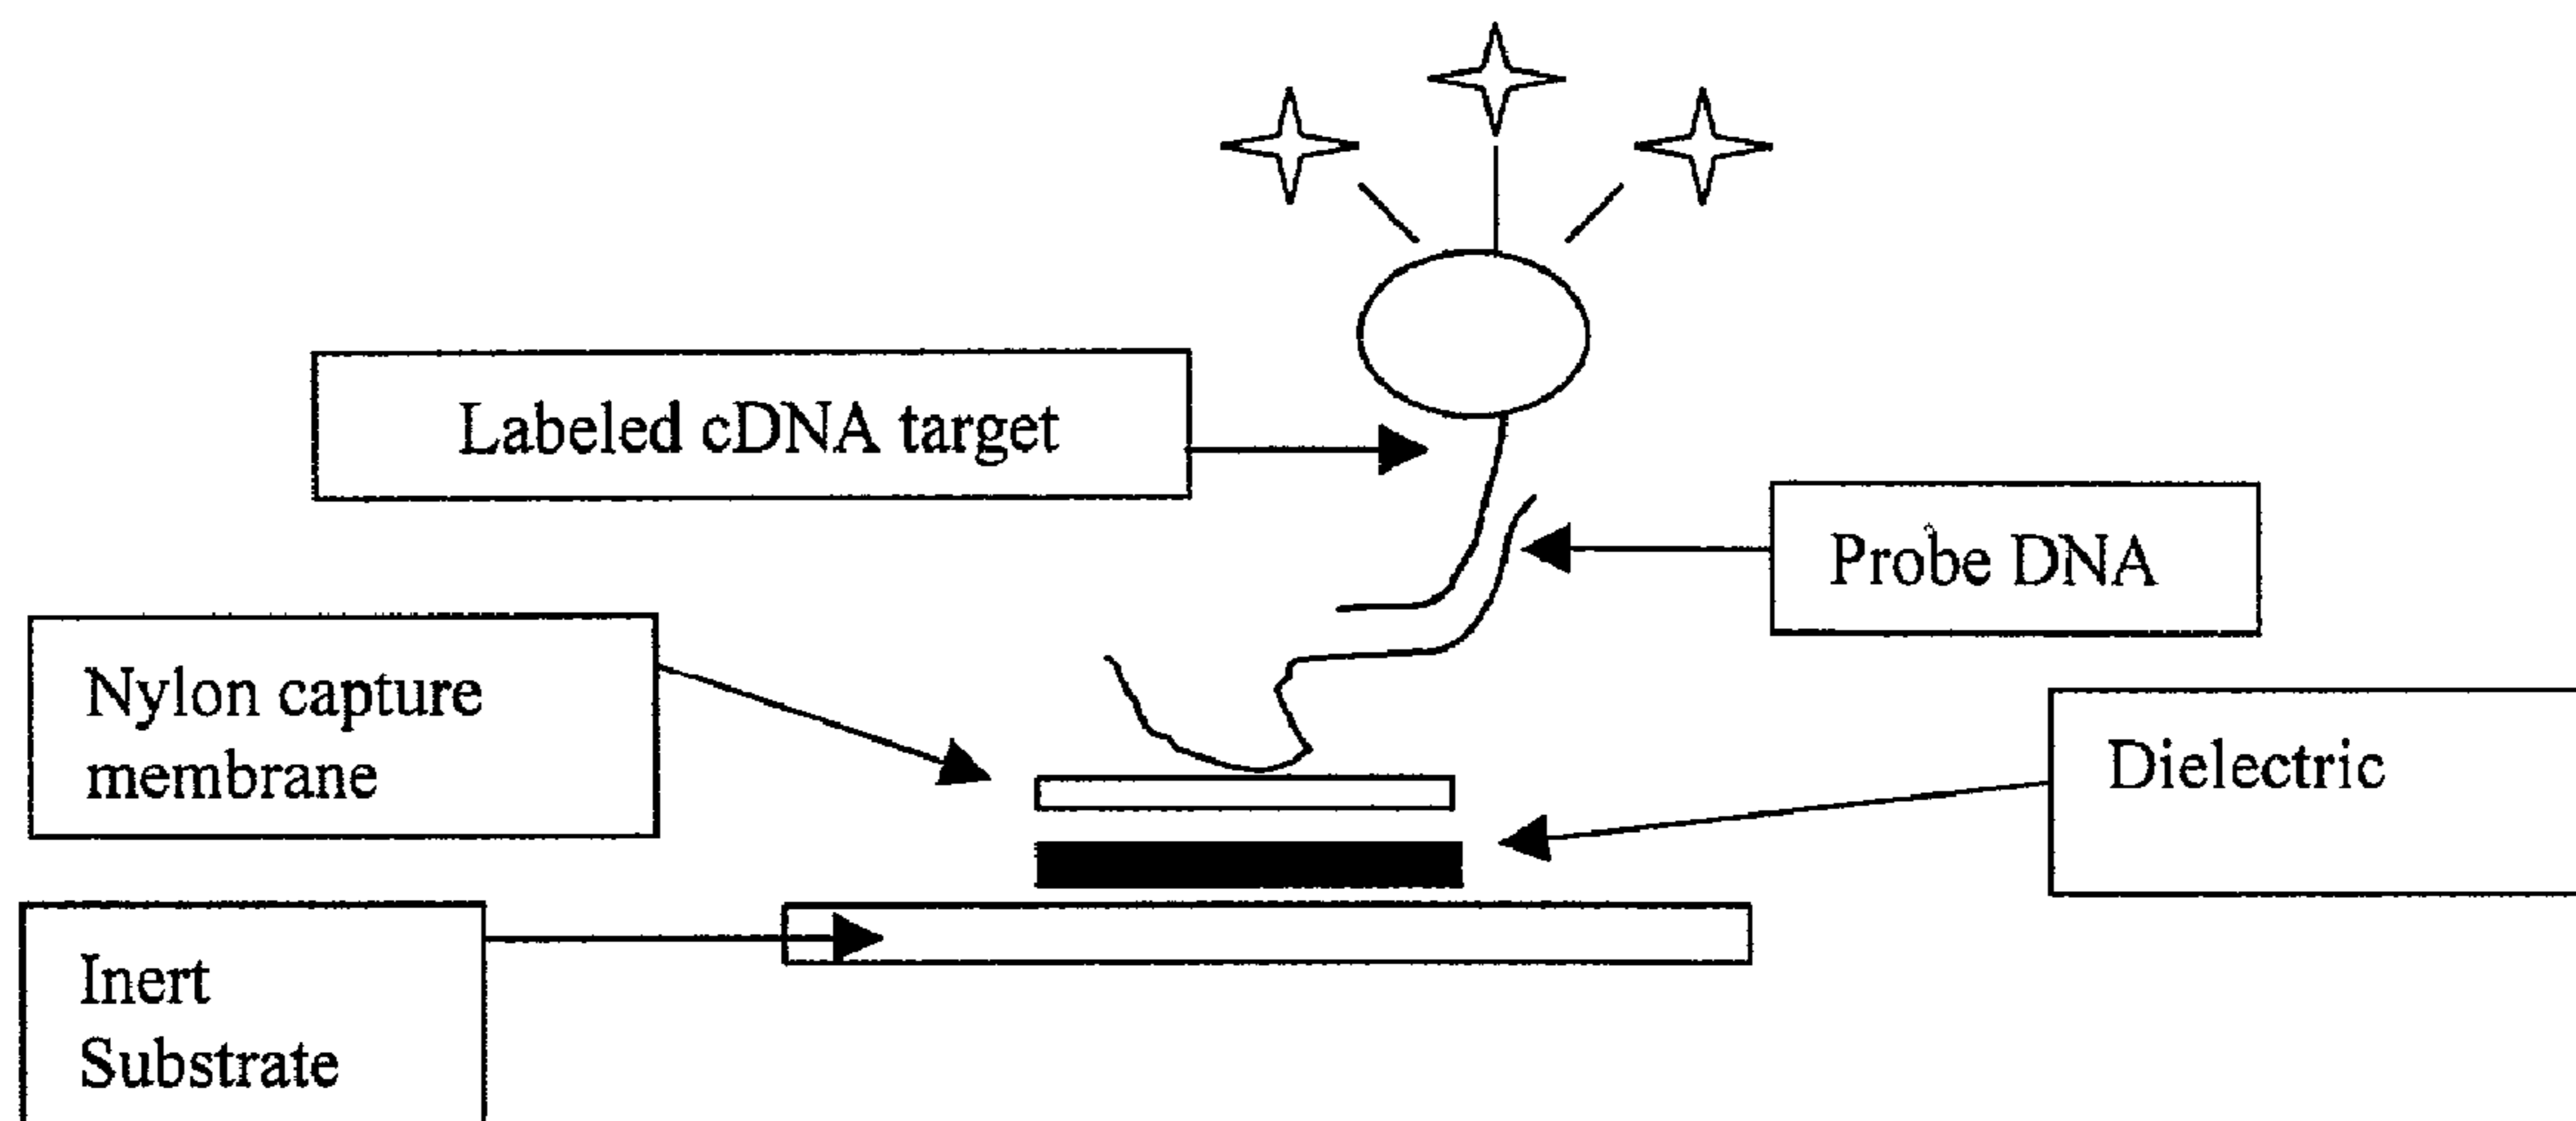 Labeled cDNA target
Probe DNA
Nylon capture
membrane
Dielectric
Inert
Substrate